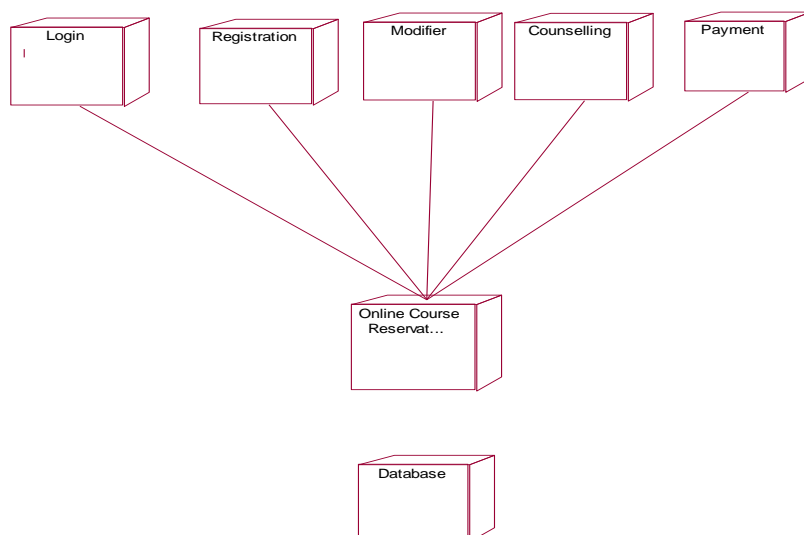 Login
Registration
Modifier
Counselling
Payment
Online Course
Reservat...
Database